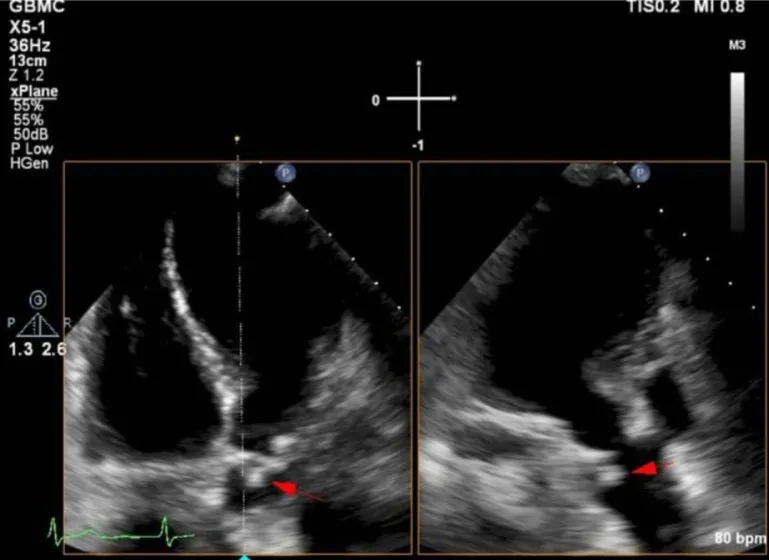 GBMC
TIS0.2 MI 0.8
X5-1
36Hz
13cm
Z 1.2
xPlane
55%
55%
50dB
P Low
HGen
M3
0
-1
P
P
G
P R
1.3 2.6
80 bpm